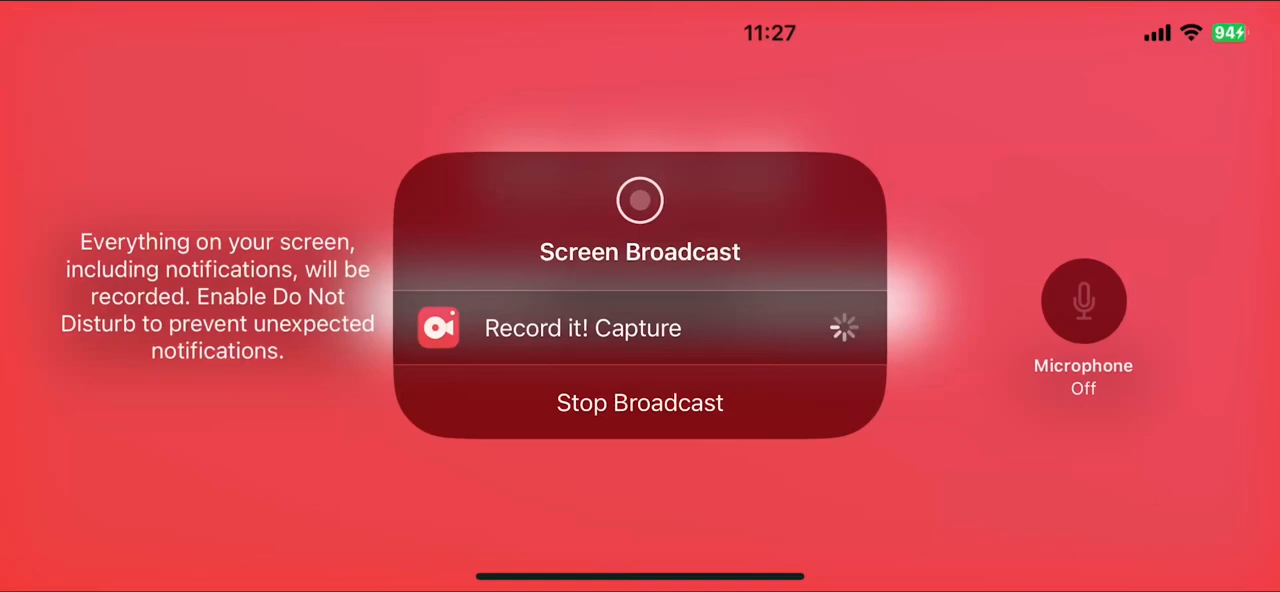 11:27
94
Everything on your screen,
including notifications, will be
recorded. Enable Do Not
Disturb to prevent unexpected
notifications.
Screen Broadcast
Record it! Capture
Stop Broadcast
Microphone
Off